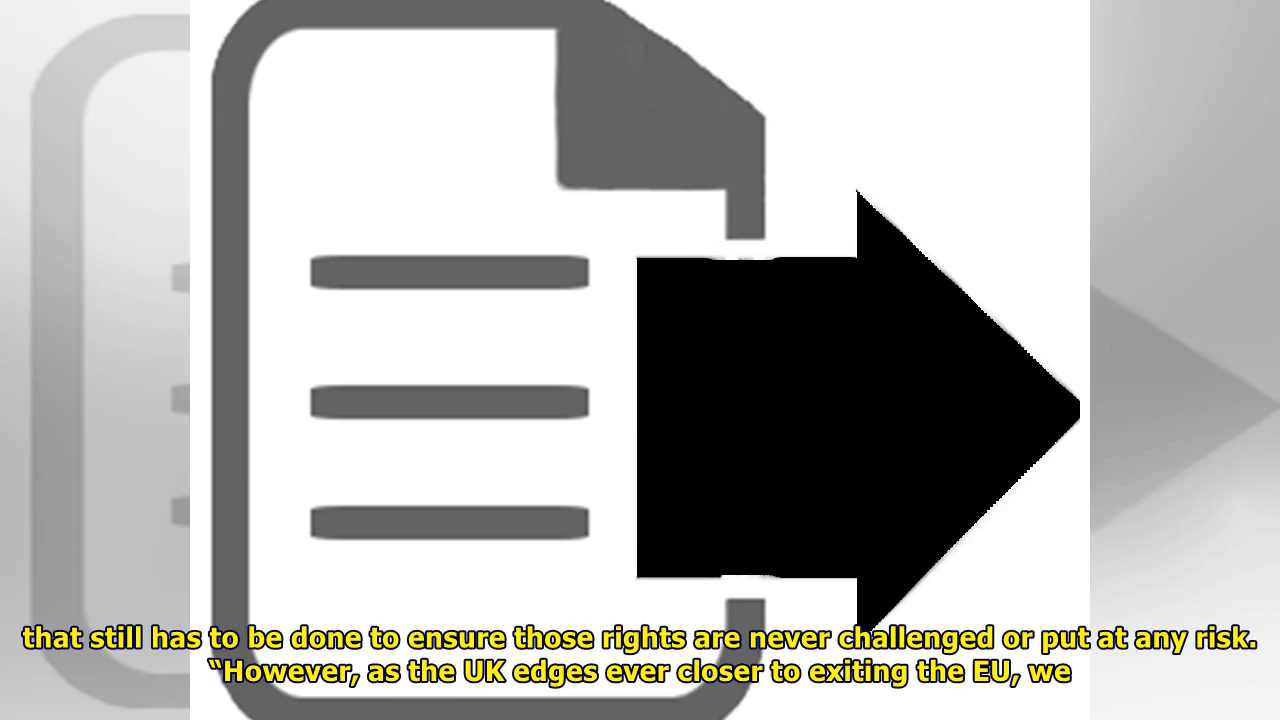 that still has to be done to ensure those rights are never challenged or put at any risk.
“However, as the UK edges ever closer to exiting the EU, we